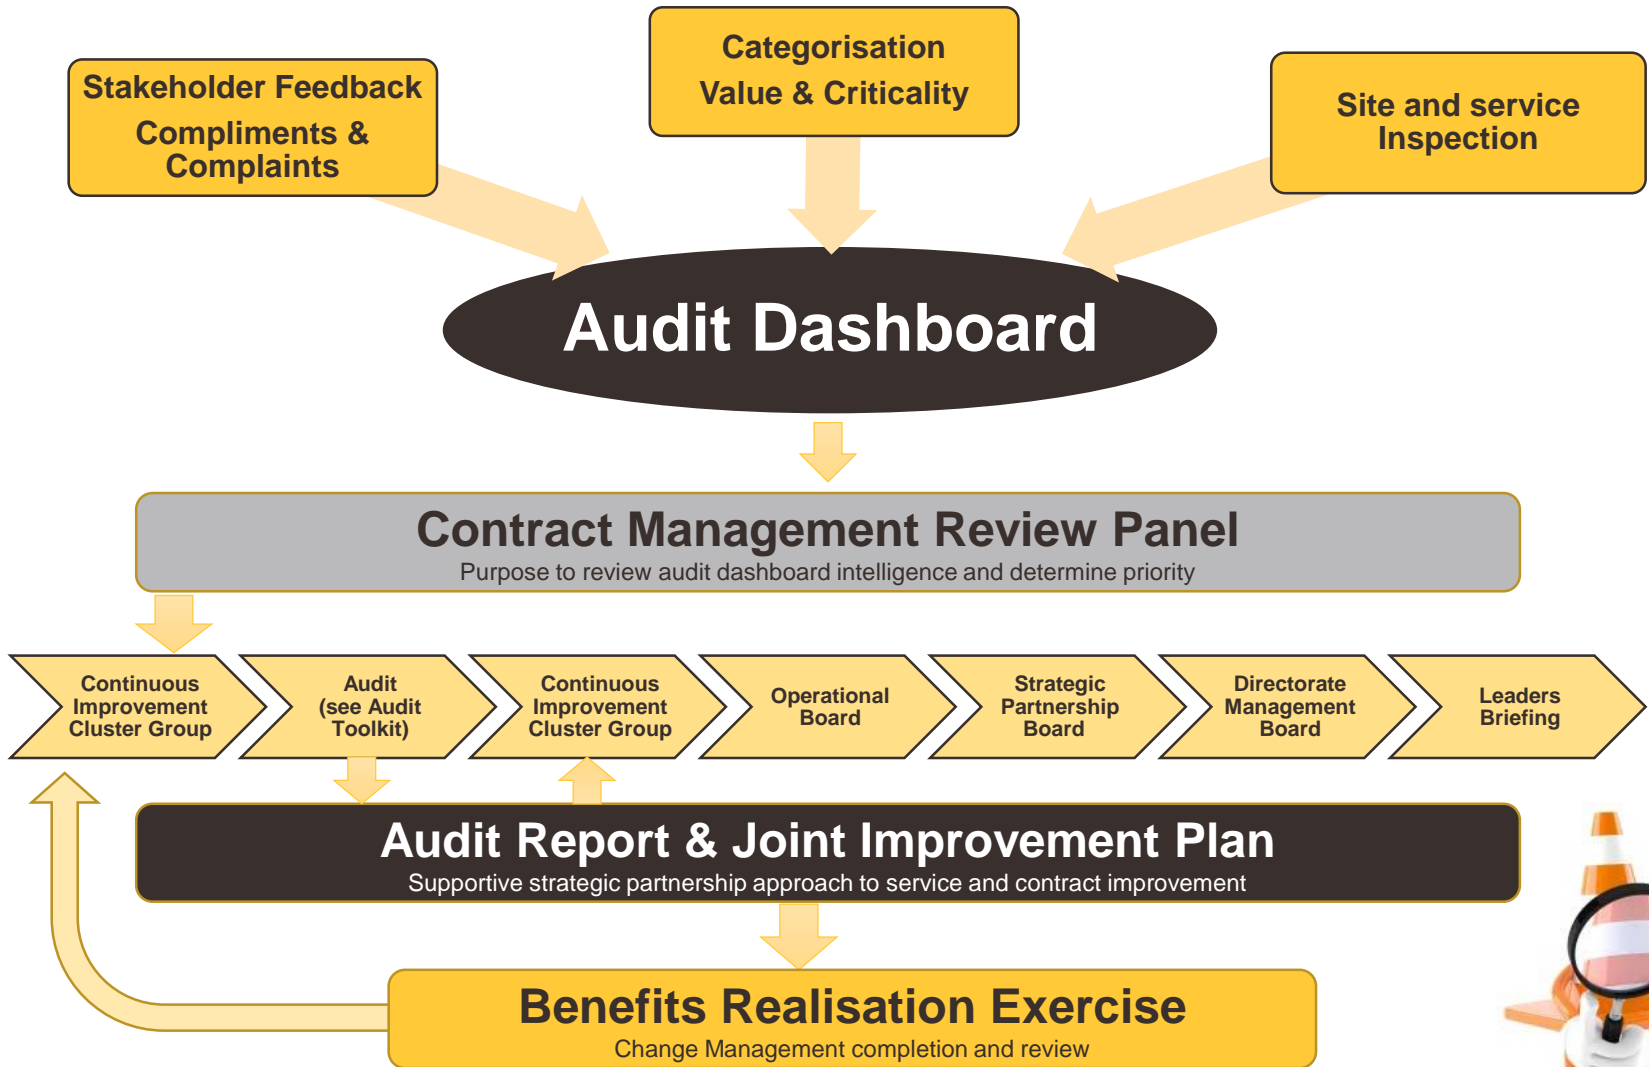 Stakeholder Feedback
Compliments &
Complaints
Categorisation
Value & Criticality
Site and service
Inspection
Audit Dashboard
Contract Management Review Panel
Purpose to review audit dashboard intelligence and determine priority
Continuous
Improvement
Cluster Group
Audit
(see Audit
Toolkit)
Continuous
Improvement
Cluster Group
Operational
Board
Strategic
Partnership
Board
Directorate
Management
Board
Leaders
Briefing
Audit Report & Joint Improvement Plan
Supportive strategic partnership approach to service and contract improvement
Benefits Realisation Exercise
Change Management completion and review